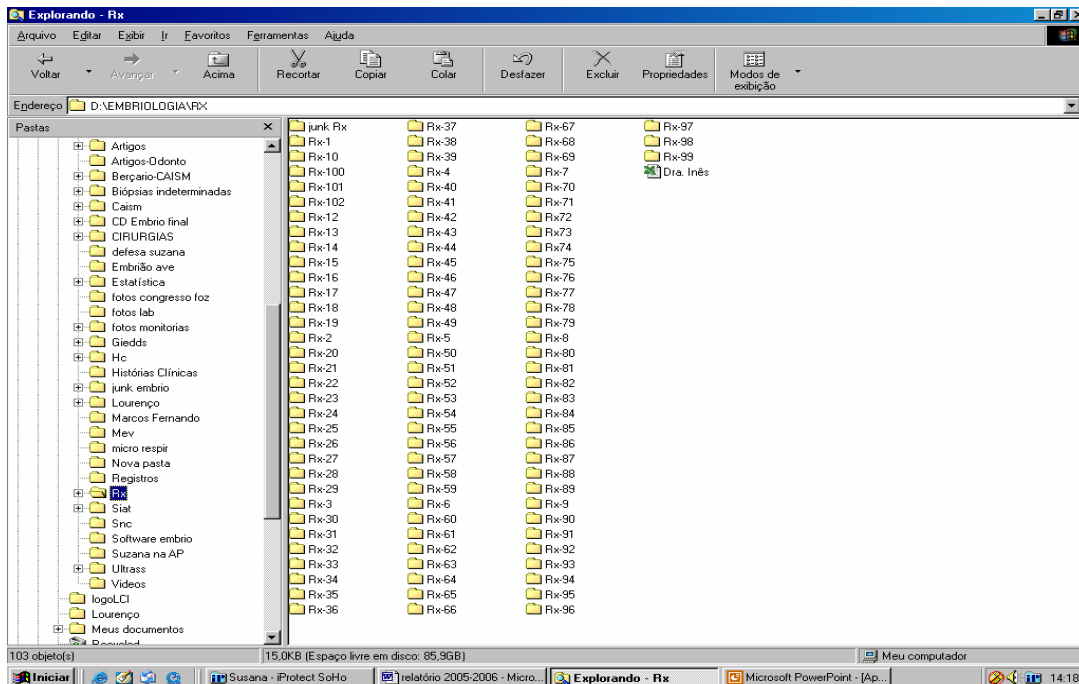 Explorando - Rx
Arquivo Editar Exibir Ir Favoritos Ferramentas Ajuda
Voltar Avançar Acima Recortar Copiar Colar Desfazer Excluir Propriedades Modos de exibição
Endereço D:\EMBRIOLOGIA\RX
Pastas
Artigos
Artigos-Odonto
Berçario-CAISM
Biópsias indeterminadas
Caism
CD Embrio final
CIRURGIAS
defesa suzana
Embrião ave
Estatística
fotos congresso foz
fotos lab
fotos monitorias
Giedds
Hc
Histórias Clínicas
junk embrio
Lourenço
Marcos Fernando
Mev
micro respir
Nova pasta
Registros
Rx
Siat
Snc
Software embrio
Suzana na AP
Ultrass
Videos
logoLCI
Lourenço
Meus documentos
Recycled
junk Rx
Rx-1
Rx-10
Rx-100
Rx-101
Rx-102
Rx-12
Rx-13
Rx-14
Rx-15
Rx-16
Rx-17
Rx-18
Rx-19
Rx-2
Rx-20
Rx-21
Rx-22
Rx-23
Rx-24
Rx-25
Rx-26
Rx-27
Rx-28
Rx-29
Rx-3
Rx-30
Rx-31
Rx-32
Rx-33
Rx-34
Rx-35
Rx-36
Rx-37
Rx-38
Rx-39
Rx-4
Rx-40
Rx-41
Rx-42
Rx-43
Rx-44
Rx-45
Rx-46
Rx-47
Rx-48
Rx-49
Rx-5
Rx-50
Rx-51
Rx-52
Rx-53
Rx-54
Rx-55
Rx-56
Rx-57
Rx-58
Rx-59
Rx-6
Rx-60
Rx-61
Rx-62
Rx-63
Rx-64
Rx-65
Rx-66
Rx-67
Rx-68
Rx-69
Rx-7
Rx-70
Rx-71
Rx72
Rx73
Rx74
Rx-75
Rx-76
Rx-77
Rx-78
Rx-79
Rx-8
Rx-80
Rx-81
Rx-82
Rx-83
Rx-84
Rx-85
Rx-86
Rx-87
Rx-88
Rx-89
Rx-9
Rx-90
Rx-91
Rx-92
Rx-93
Rx-94
Rx-95
Rx-96
Rx-97
Rx-98
Rx-99
Dra. Inês
103 objeto(s) 15,0KB (Espaço livre em disco: 85,9GB) Meu computador
Iniciar Susana - iProtect SoHo relatório 2005-2006 - Micro... Explorando - Rx Microsoft PowerPoint - [Ap... 14:18